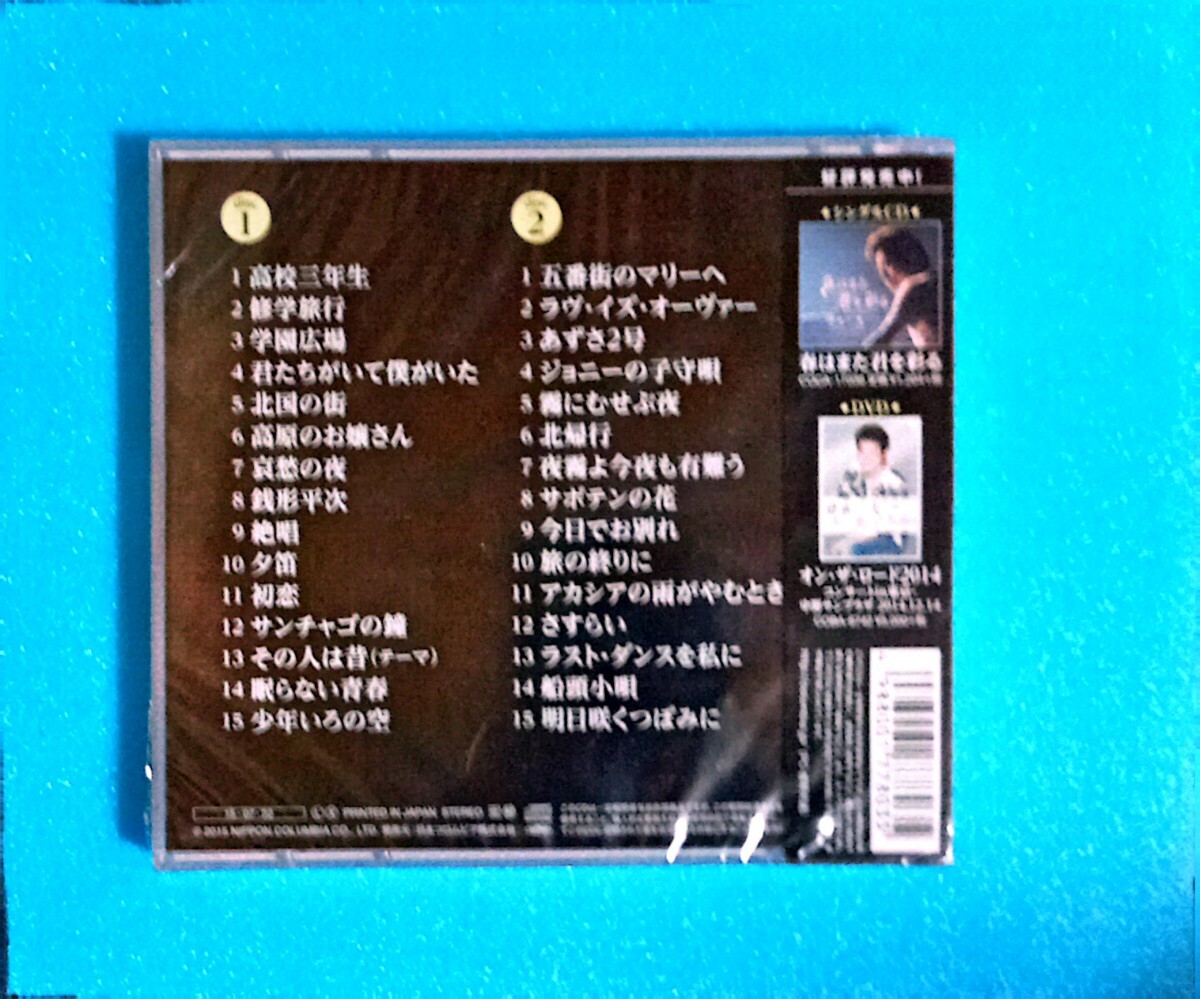 1
1 高校三年生
2 修学旅行
3 学園広場
4 君たちがいて僕がいた
5 北国の街
6 高原のお嬢さん
7 哀愁の夜
8 銭形平次
9 絶唱
10 夕笛
11 初恋
12 サンチャゴの鐘
13 その人は昔(テーマ)
14 眠らない青春
15 少年いろの空
2
1 五番街のマリーへ
2 ラヴ・イズ・オーヴァー
3 あずさ2号
4 ジョニーの子守唄
5 霧にむせぶ夜
6 北帰行
7 夜霧よ今夜も有難う
8 サボテンの花
9 今日でお別れ
10 旅の終りに
11 アカシアの雨がやむとき
12 さすらい
13 ラスト・ダンスを私に
14 船頭小唄
15 明日咲くつぼみに
好評発売中!
シングルCD
春はまた君を彩る
DVD
オン・ザ・ロード2014
PRINTED IN JAPAN STEREO
2015 NIPPON COLUMBIA CO., LTD.